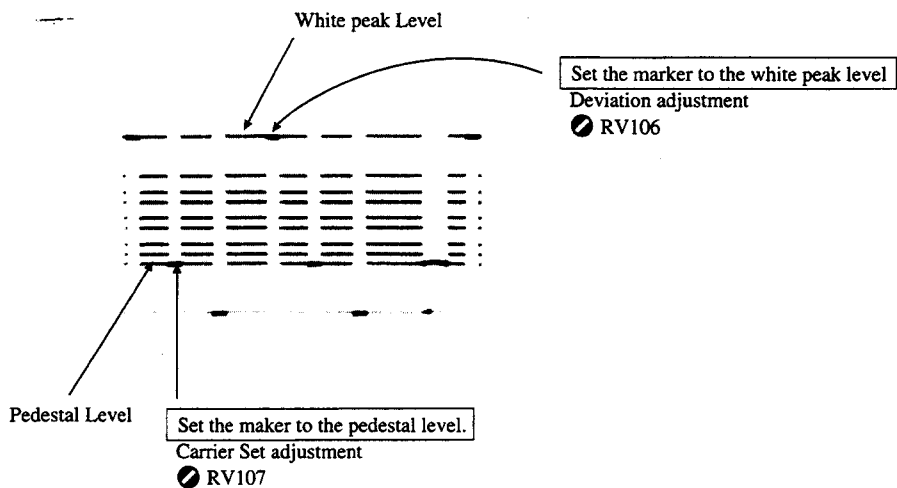 White peak Level
Set the marker to the white peak level
Deviation adjustment
RV106
Pedestal Level
Set the maker to the pedestal level.
Carrier Set adjustment
RV107